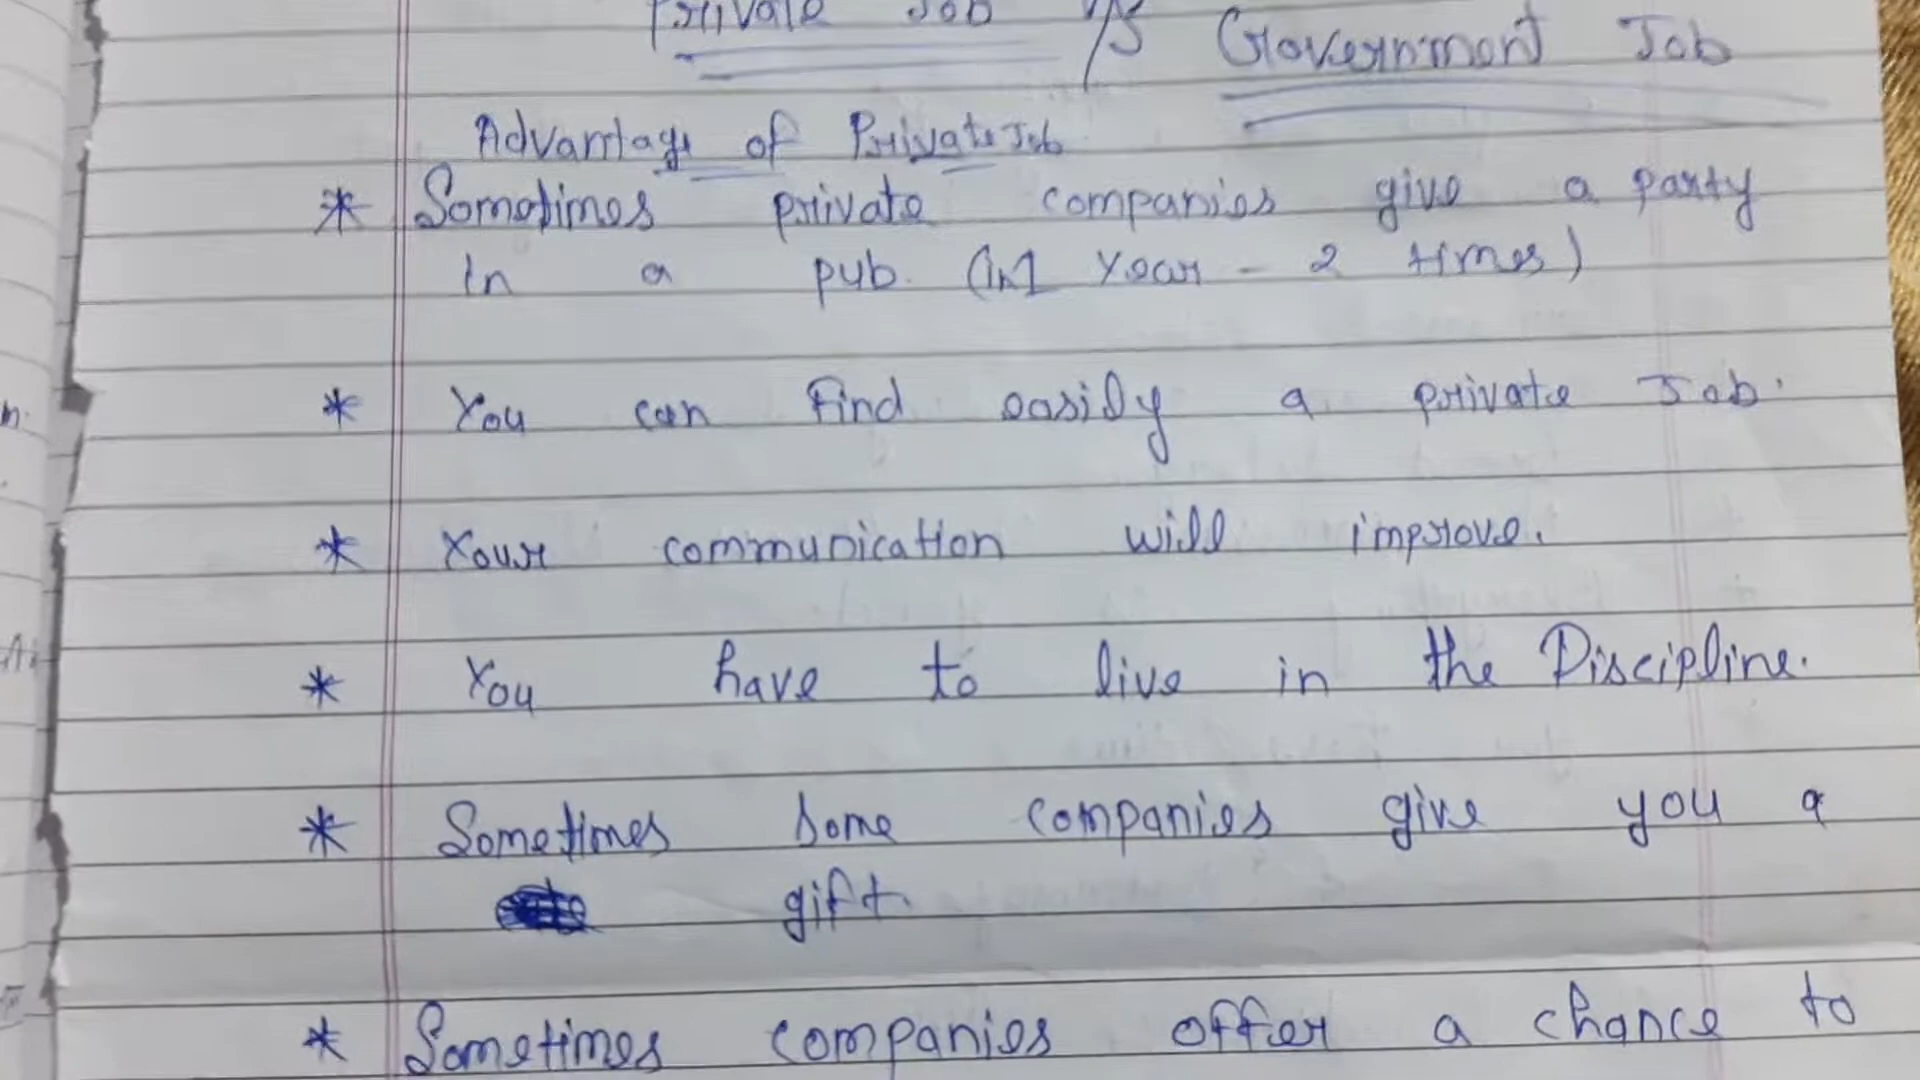 Private Job v/s Government Job
Advantage of Private Job
* Sometimes private companies give a party
in a pub. (in 1 Year - 2 times)
* You can find easily a private Job.
* Your communication will improve.
* You have to live in the Discipline.
* Sometimes some companies give you a
gift.
* Sometimes companies offer a chance to